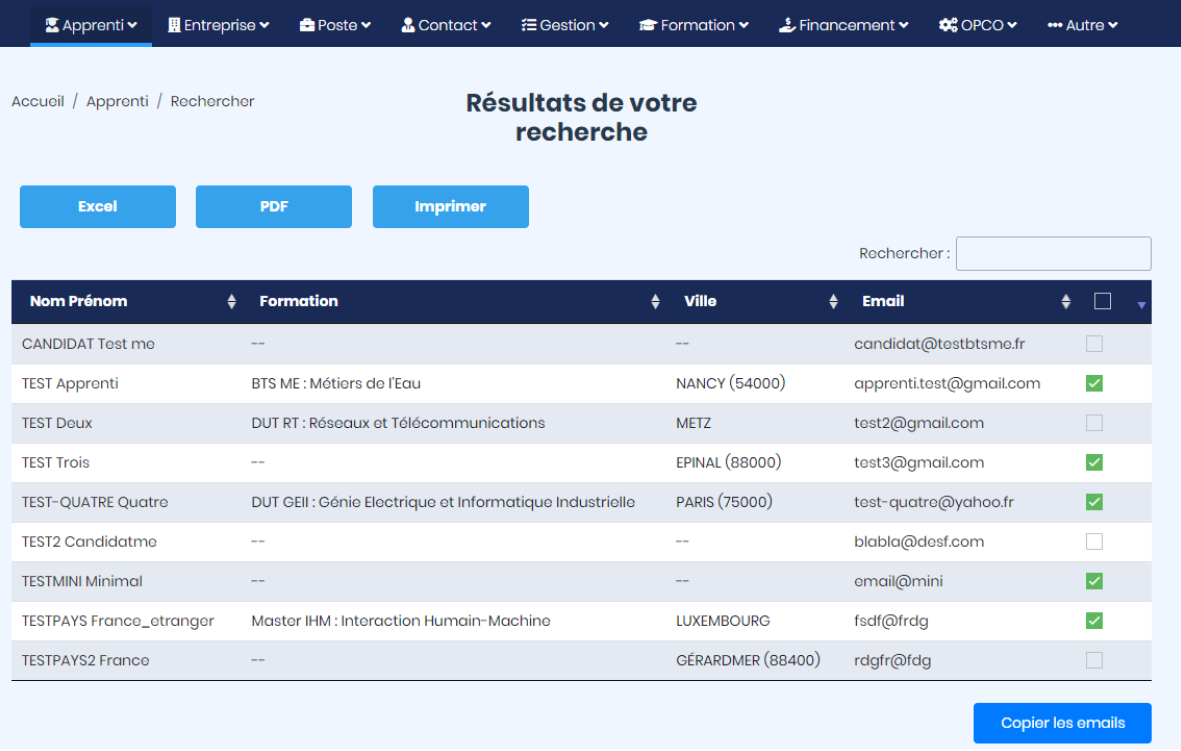 Apprenti Entreprise Poste Contact Gestion Formation Financement OPCO Autre
Accueil / Apprenti / Rechercher
Résultats de votre
recherche
Excel PDF Imprimer
Rechercher :
Nom Prénom Formation Ville Email
CANDIDAT Test me -- -- candidat@testbtsme.fr
TEST Apprenti BTS ME : Métiers de l'Eau NANCY (54000) apprenti.test@gmail.com
TEST Deux DUT RT : Réseaux et Télécommunications METZ test2@gmail.com
TEST Trois -- EPINAL (88000) test3@gmail.com
TEST-QUATRE Quatre DUT GEII : Génie Electrique et Informatique Industrielle PARIS (75000) test-quatre@yahoo.fr
TEST2 Candidatme -- -- blabla@desf.com
TESTMINI Minimal -- -- email@mini
TESTPAYS France_etranger Master IHM : Interaction Humain-Machine LUXEMBOURG fsdf@frdg
TESTPAYS2 France -- GÉRARDMER (88400) rdgfr@fdg
Copier les emails